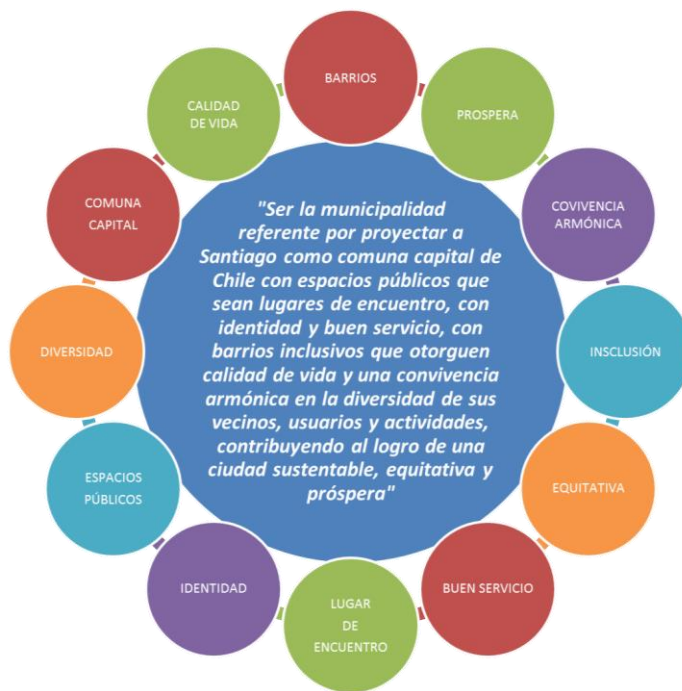 BARRIOS
PROSPERA
COVIVENCIA
ARMÓNICA
INSCLUSIÓN
EQUITATIVA
BUEN SERVICIO
LUGAR
DE
ENCUENTRO
IDENTIDAD
ESPACIOS
PÚBLICOS
DIVERSIDAD
COMUNA
CAPITAL
CALIDAD
DE VIDA
"Ser la municipalidad
referente por proyectar a
Santiago como comuna capital de
Chile con espacios públicos que
sean lugares de encuentro, con
identidad y buen servicio, con
barrios inclusivos que otorguen
calidad de vida y una convivencia
armónica en la diversidad de sus
vecinos, usuarios y actividades,
contribuyendo al logro de una
ciudad sustentable, equitativa y
próspera"